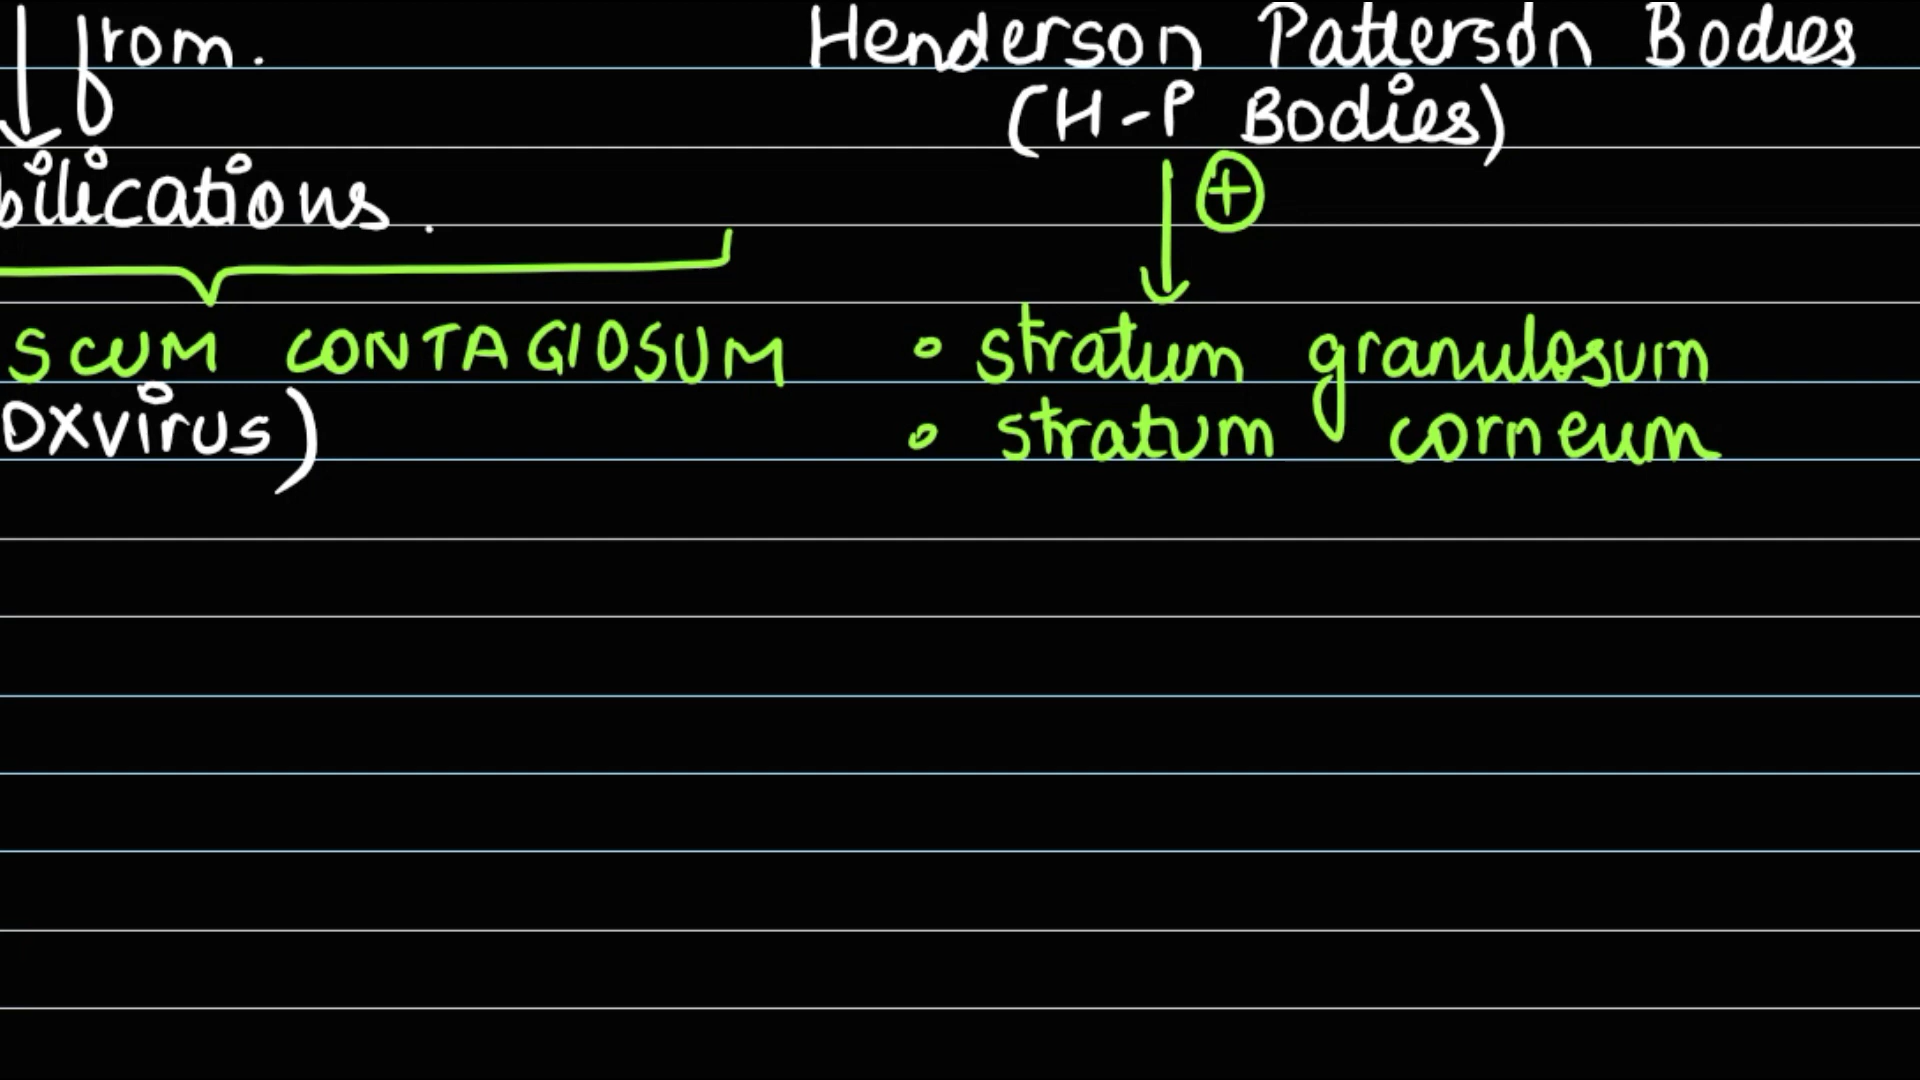 from.
bilications.
SCUM CONTAGIOSUM
OXvirus)
Henderson Patterson Bodies
(H-P Bodies)
+
• stratum granulosum
• stratum corneum